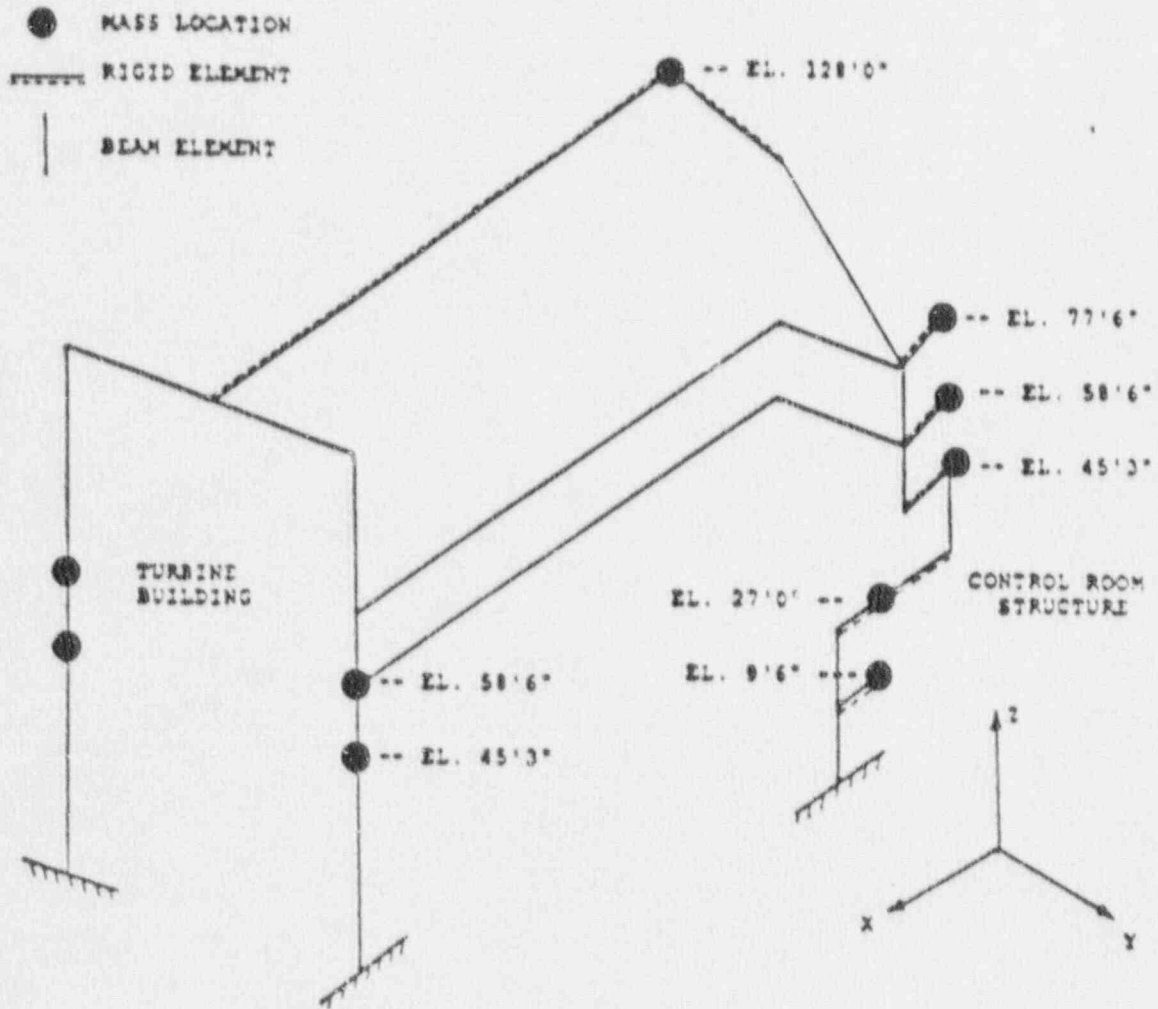 MASS LOCATION
RIGID ELEMENT
BEAM ELEMENT
-- EL. 128'0"
-- EL. 77'6"
-- EL. 58'6"
-- EL. 45'3"
TURBINE
BUILDING
EL. 27'0" --
CONTROL ROOM
STRUCTURE
-- EL. 58'6"
EL. 9'6" ---
-- EL. 45'3"
Z
X
Y